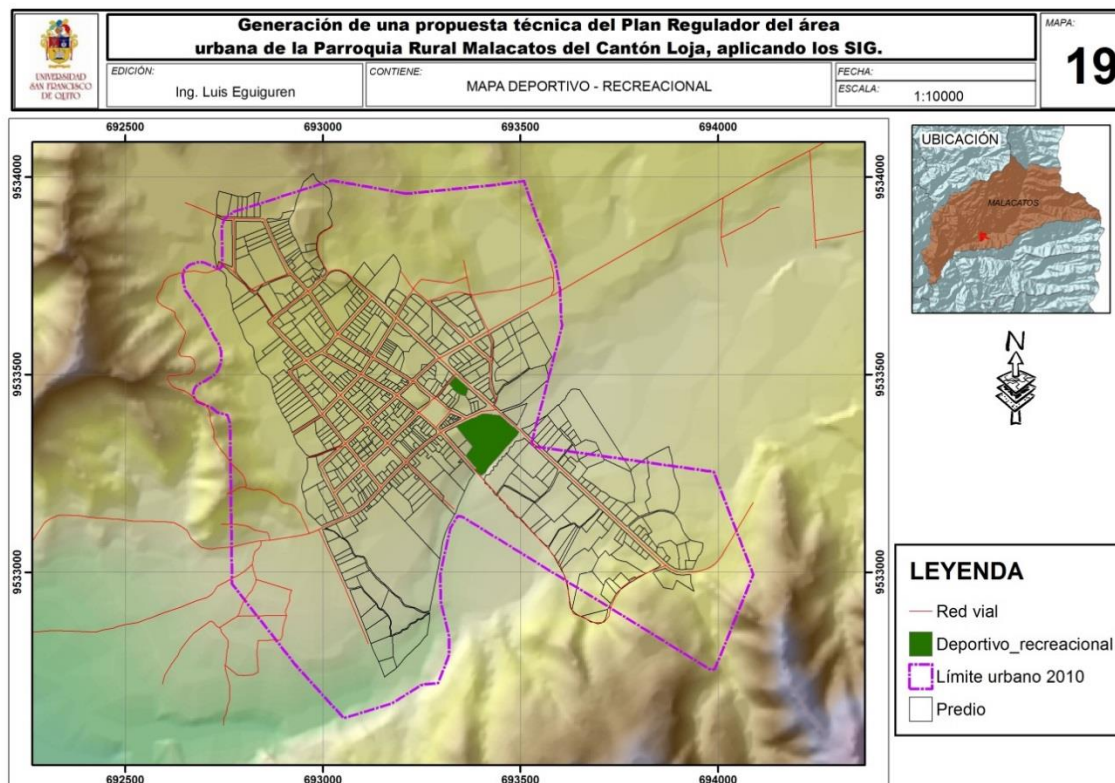 UNIVERSIDAD
SAN FRANCISCO
DE QUITO
Generación de una propuesta técnica del Plan Regulador del área
urbana de la Parroquia Rural Malacatos del Cantón Loja, aplicando los SIG.
EDICIÓN:
Ing. Luis Eguiguren
CONTIENE:
MAPA DEPORTIVO - RECREACIONAL
FECHA:
ESCALA:
1:10000
MAPA:
19
692500
693000
693500
694000
9534000
9533500
9533000
9534000
9533500
9533000
692500
693000
693500
694000
UBICACIÓN
MALACATOS
N
LEYENDA
Red vial
Deportivo_recreacional
Límite urbano 2010
Predio